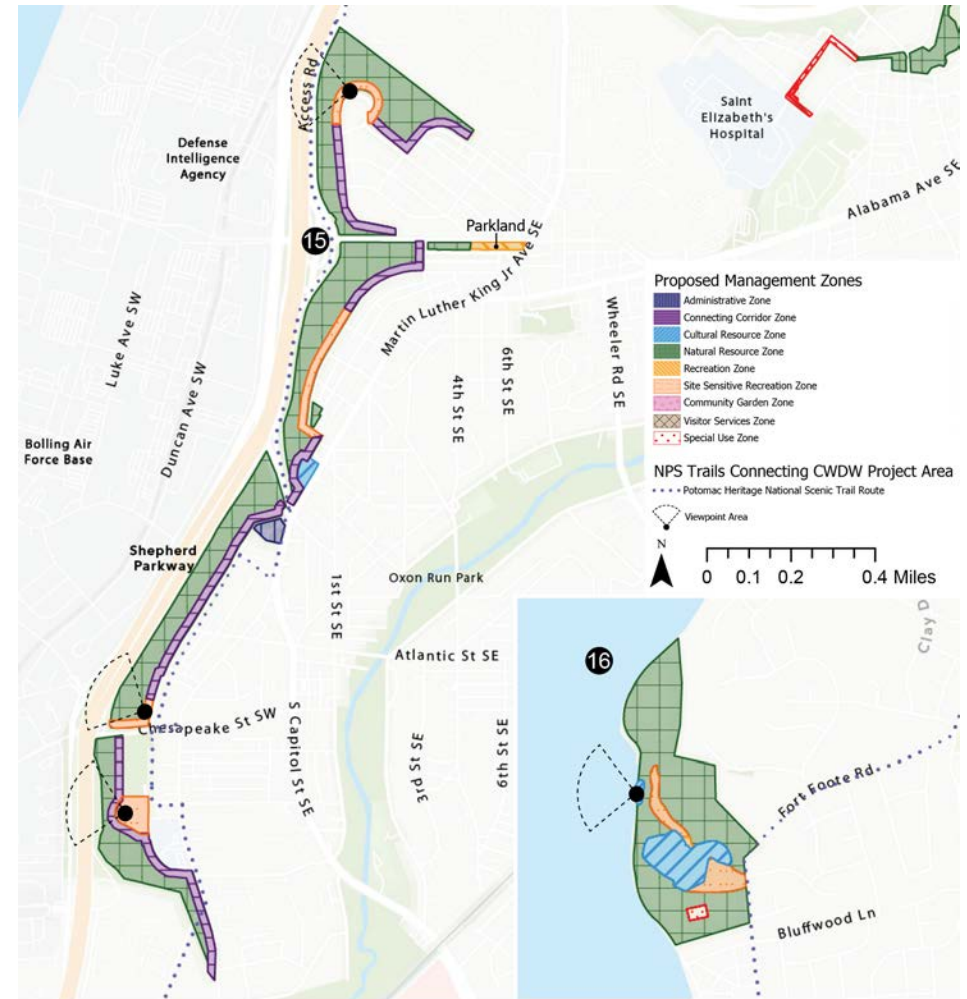 Access Rd
Defense
Intelligence
Agency
Saint
Elizabeth's
Hospital
Alabama Ave SE
15
Parkland
Martin Luther King Jr Ave SE
Luke Ave SW
Duncan Ave SW
Bolling Air
Force Base
Wheeler Rd SE
6th St SE
4th St SE
Proposed Management Zones
Administrative Zone
Connecting Corridor Zone
Cultural Resource Zone
Natural Resource Zone
Recreation Zone
Site Sensitive Recreation Zone
Community Garden Zone
Visitor Services Zone
Special Use Zone
NPS Trails Connecting CWDW Project Area
Potomac Heritage National Scenic Trail Route
Viewpoint Area
N
0 0.1 0.2 0.4 Miles
Shepherd
Parkway
1st St SE
Oxon Run Park
Atlantic St SE
Chesapeake St SW
S Capitol St SE
3rd St SE
6th St SE
16
Clay D
Fort Foote Rd
Bluffwood Ln